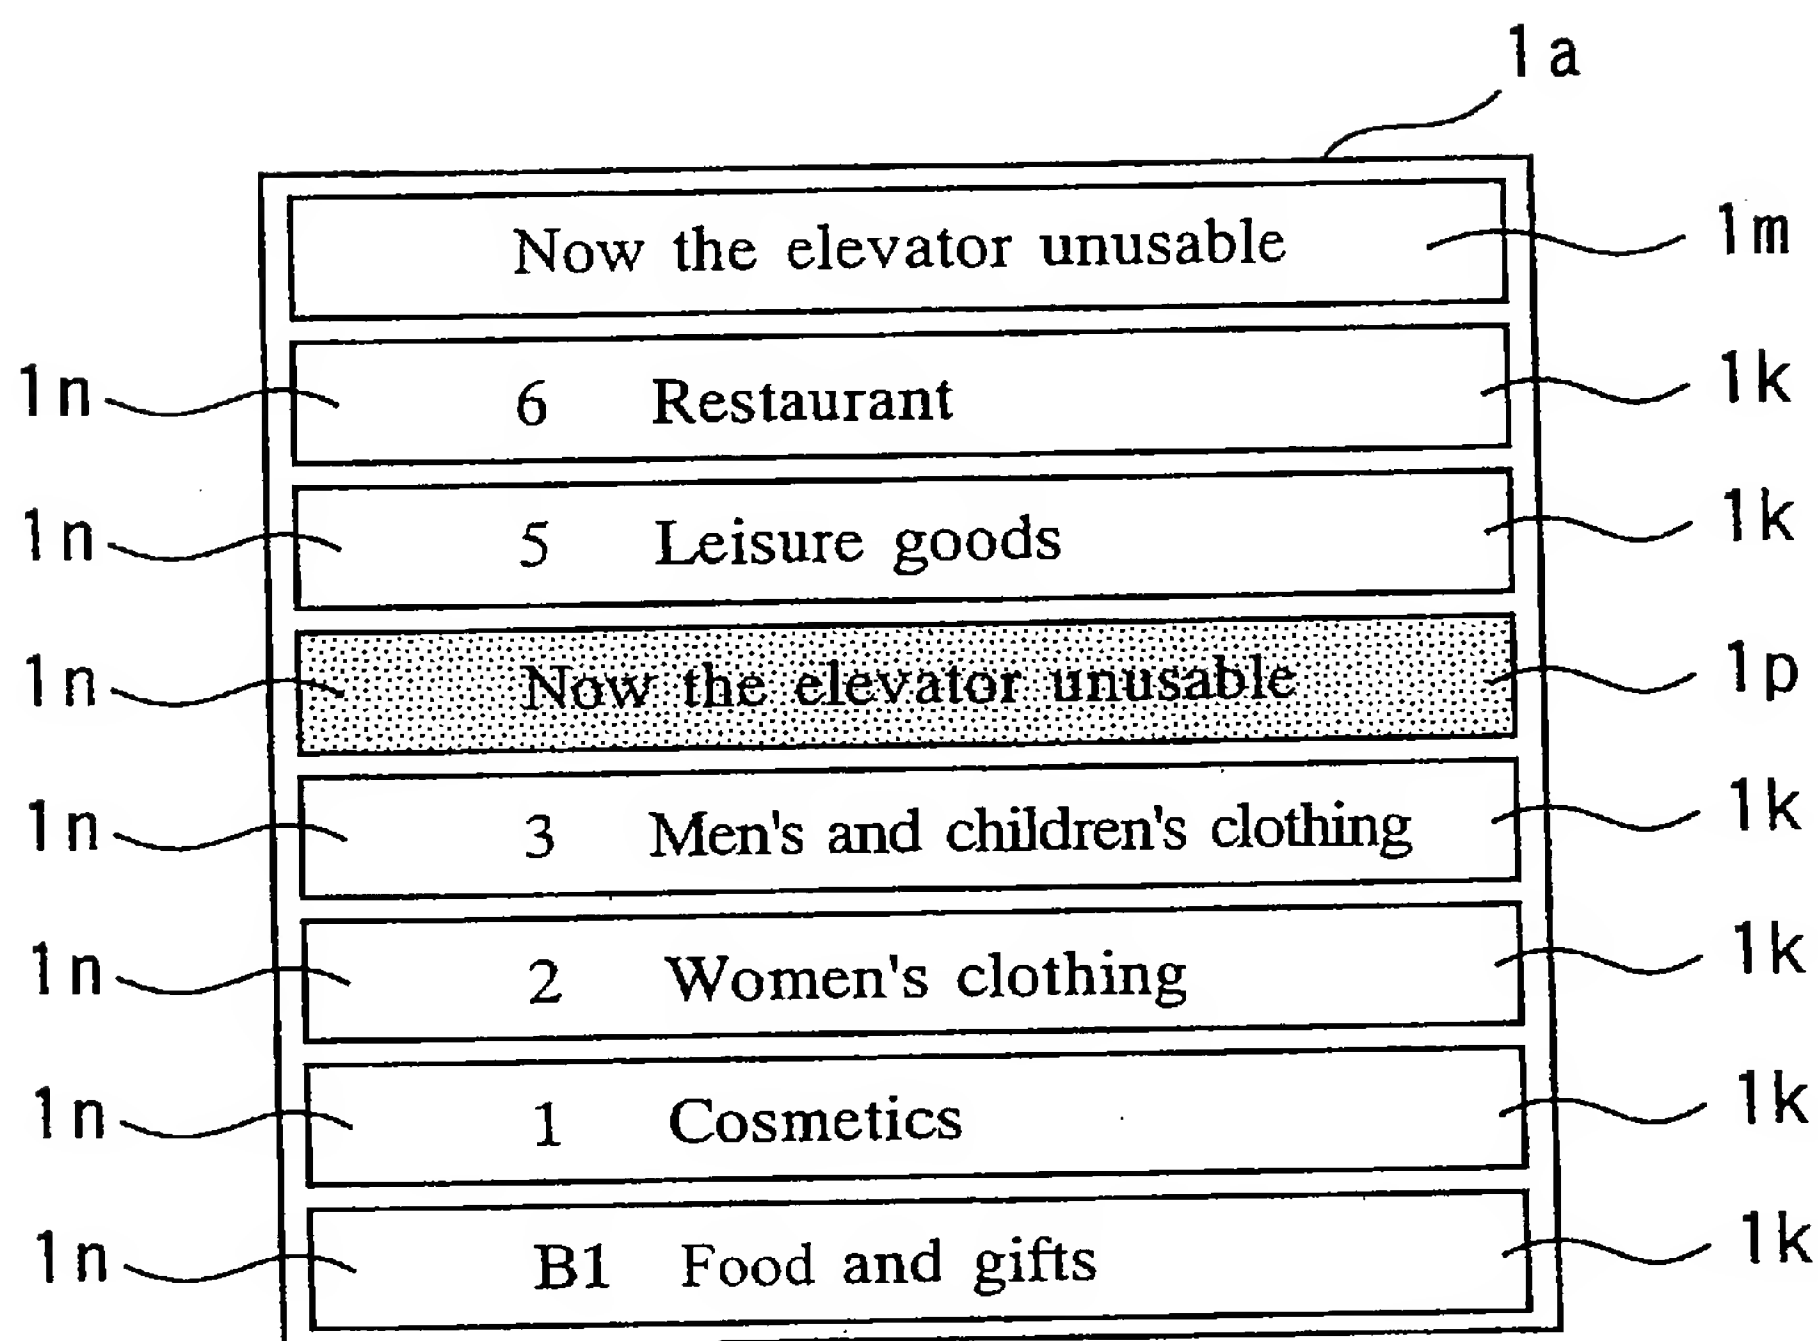 1a
Now the elevator unusable 1m
1n 6 Restaurant 1k
1n 5 Leisure goods 1k
1n Now the elevator unusable 1p
1n 3 Men's and children's clothing 1k
1n 2 Women's clothing 1k
1n 1 Cosmetics 1k
1n B1 Food and gifts 1k